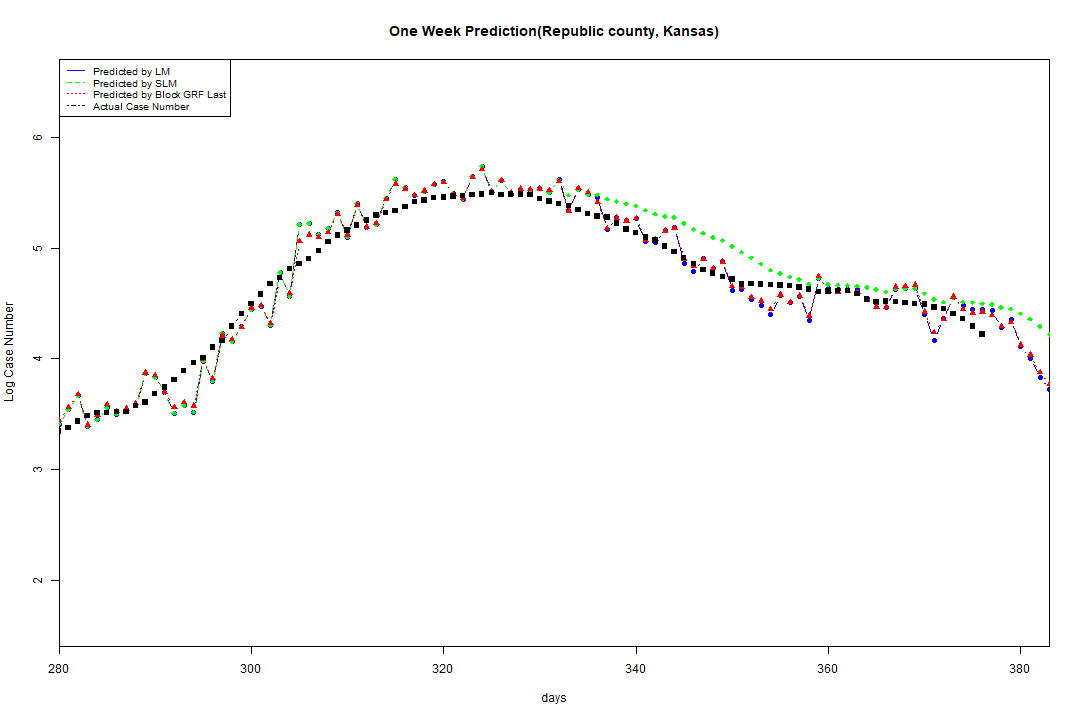 One Week Prediction(Republic county, Kansas)
Predicted by LM
Predicted by SLM
Predicted by Block GRF Last
Actual Case Number
6
5
4
3
2
Log Case Number
280 300 320 340 360 380
days